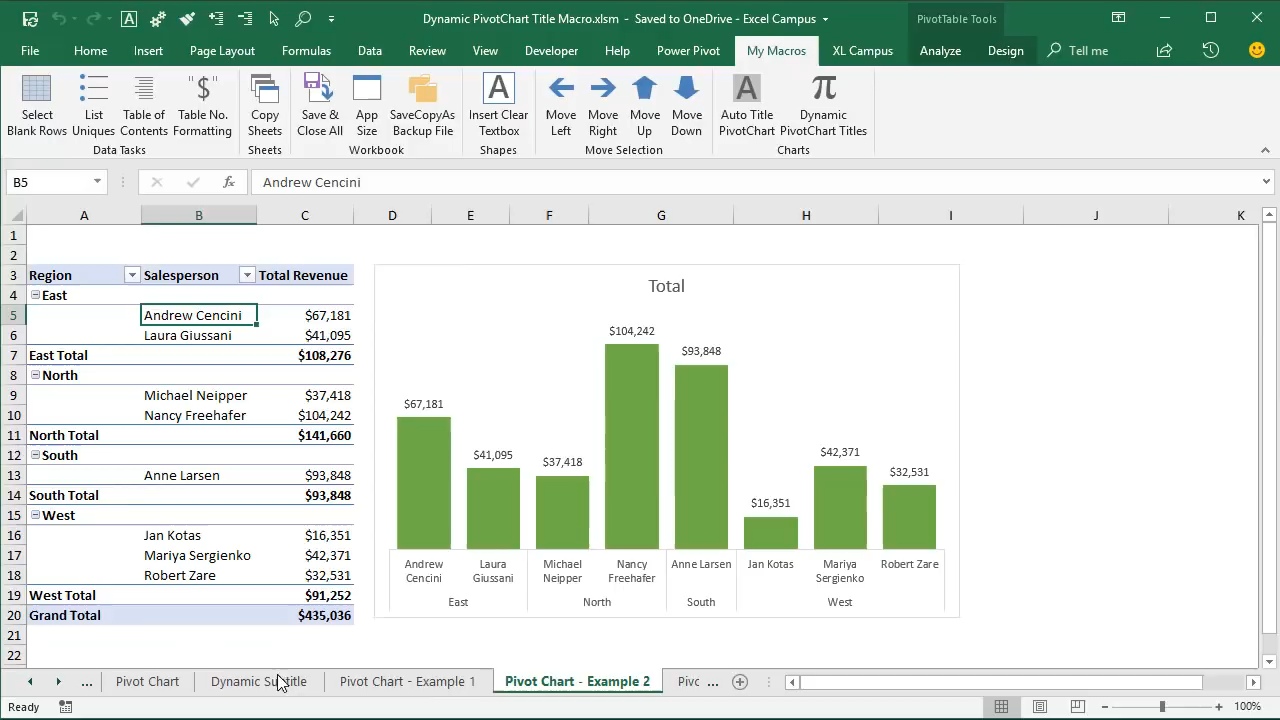 Dynamic PivotChart Title Macro.xlsm - Saved to OneDrive - Excel Campus
PivotTable Tools
File Home Insert Page Layout Formulas Data Review View Developer Help Power Pivot My Macros XL Campus Analyze Design Tell me
Select Blank Rows
List Uniques
Table of Contents
Table No. Formatting
Data Tasks
Copy Sheets
Sheets
Save & Close All
App Size
SaveCopyAs Backup File
Workbook
Insert Clear Textbox
Shapes
Move Left
Move Right
Move Up
Move Down
Move Selection
Auto Title PivotChart
Dynamic PivotChart Titles
Charts
B5 fx Andrew Cencini
A B C D E F G H I J K
1
2
3 Region Salesperson Total Revenue
4 East
5 Andrew Cencini $67,181
6 Laura Giussani $41,095
7 East Total $108,276
8 North
9 Michael Neipper $37,418
10 Nancy Freehafer $104,242
11 North Total $141,660
12 South
13 Anne Larsen $93,848
14 South Total $93,848
15 West
16 Jan Kotas $16,351
17 Mariya Sergienko $42,371
18 Robert Zare $32,531
19 West Total $91,252
20 Grand Total $435,036
21
22
Total
$67,181 $41,095 $37,418 $104,242 $93,848 $16,351 $42,371 $32,531
Andrew Cencini
Laura Giussani
Michael Neipper
Nancy Freehafer
Anne Larsen
Jan Kotas
Mariya Sergienko
Robert Zare
East North South West
... Pivot Chart Dynamic Subtitle Pivot Chart - Example 1 Pivot Chart - Example 2 Pivc ...
Ready 100%